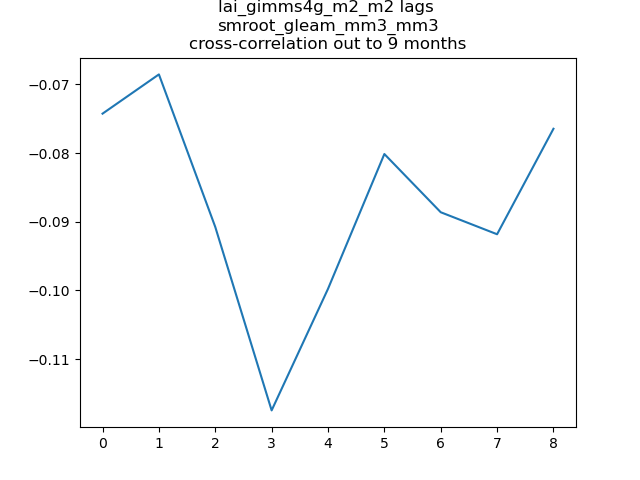 lai_gimms4g_m2_m2 lags
smroot_gleam_mm3_mm3
cross-correlation out to 9 months
−0.07
−0.08
−0.09
−0.10
−0.11
0 1 2 3 4 5 6 7 8